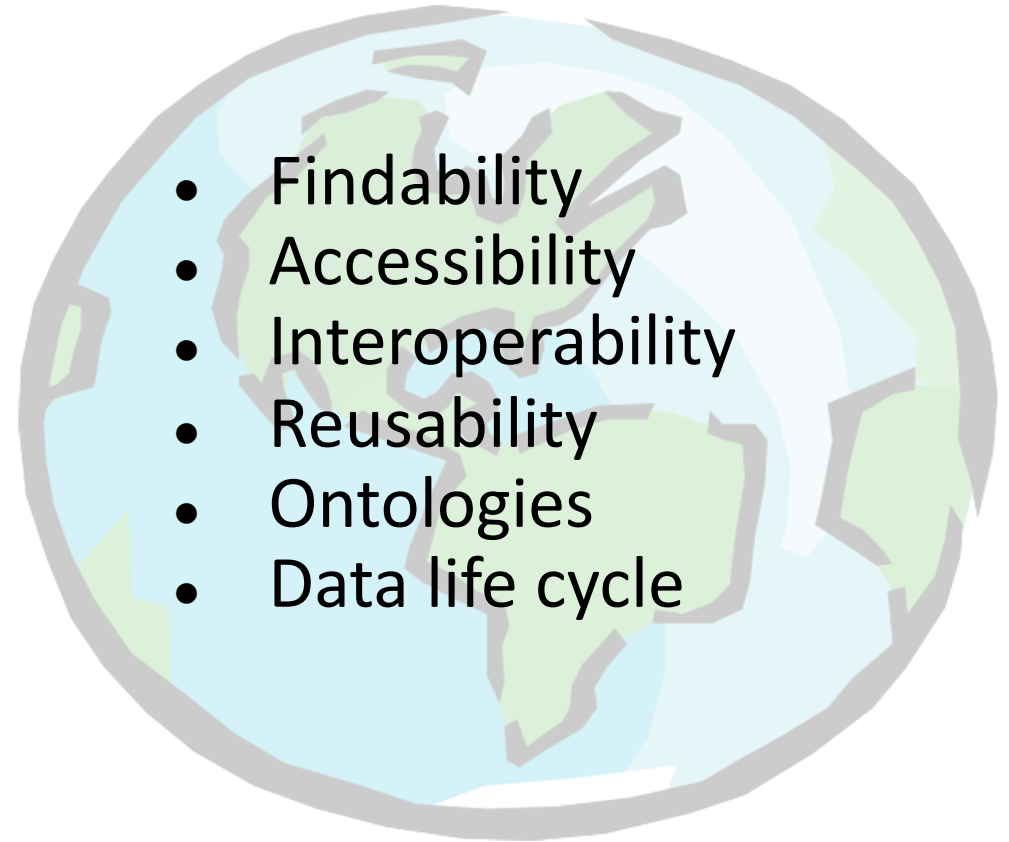 • Findability
• Accessibility
• Interoperability
• Reusability
• Ontologies
• Data life cycle